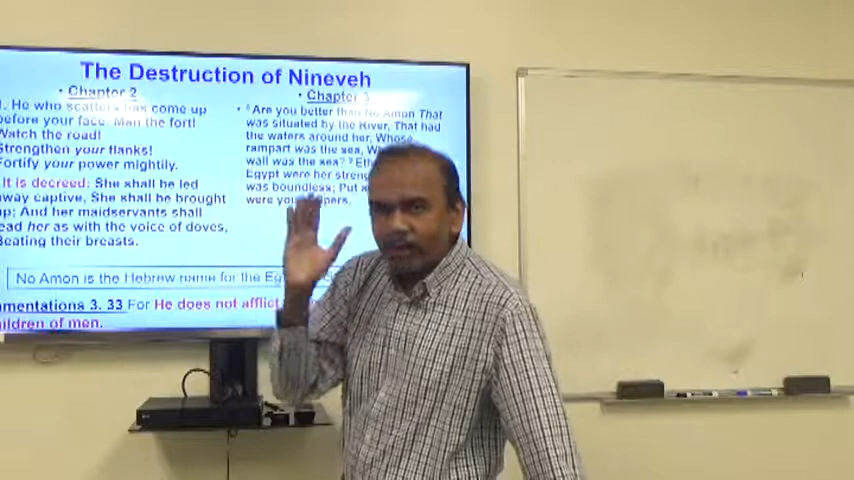 The Destruction of Nineveh
• Chapter 2
1. He who scatters has come up
before your face. Man the fort!
Watch the road!
Strengthen your flanks!
Fortify your power mightily.
It is decreed: She shall be led
away captive, She shall be brought
up; And her maidservants shall
lead her as with the voice of doves,
Beating their breasts.
• Chapter 3
• ⁸Are you better than No Amon That
was situated by the River, That had
the waters around her, Whose
rampart was the sea,
wall was the sea? ⁹
Egypt were her strength
was boundless; Put
were your helpers.
No Amon is the Hebrew name for the
Lamentations 3. 33 For He does not afflict
children of men.